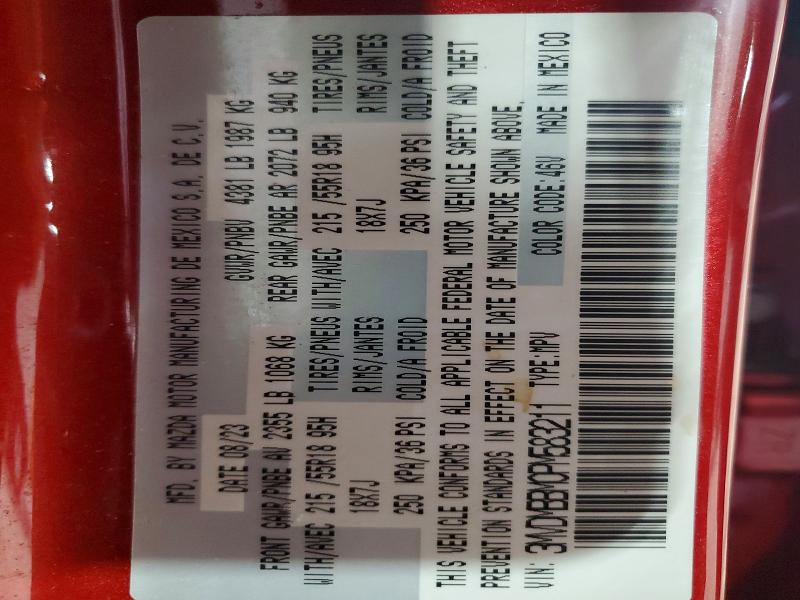 MFD. BY MAZDA MOTOR MANUFACTURING DE MEXICO S.A. DE C.V.
DATE 08/23 GVWR/PNBV 4381 LB 1987 KG
FRONT GAWR/PNBE AV 2355 LB 1068 KG REAR GAWR/PNBE AR 2072 LB 940 KG
WITH/AVEC 215 /55R18 95H TIRES/PNEUS WITH/AVEC 215 /55R18 95H TIRES/PNEUS
18X7J RIMS/JANTES 18X7J RIMS/JANTES
250 KPA/36 PSI COLD/A FROID 250 KPA/36 PSI COLD/A FROID
THIS VEHICLE CONFORMS TO ALL APPLICABLE FEDERAL MOTOR VEHICLE SAFETY AND THEFT
PREVENTION STANDARDS IN EFFECT ON THE DATE OF MANUFACTURE SHOWN ABOVE.
VIN: 3MVDMBBM0PM583211 TYPE:MPV COLOR CODE:46V MADE IN MEXICO